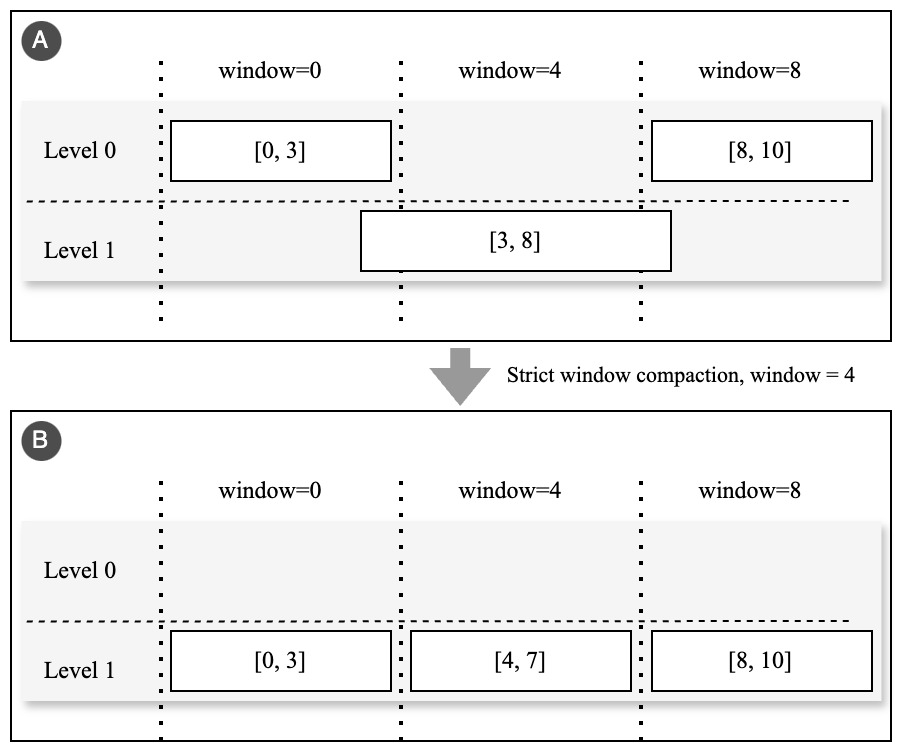 A
window=0 window=4 window=8
Level 0 [0, 3] [8, 10]
Level 1 [3, 8]
Strict window compaction, window = 4
B
window=0 window=4 window=8
Level 0
Level 1 [0, 3] [4, 7] [8, 10]